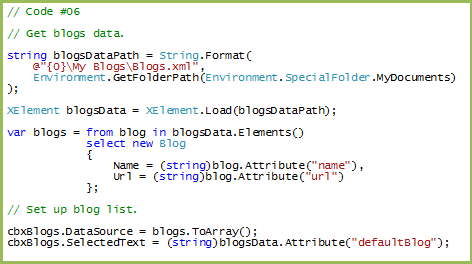 // Code #06
// Get blogs data.
string blogsDataPath = String.Format(
@"{0}\My Blogs\Blogs.xml",
Environment.GetFolderPath(Environment.SpecialFolder.MyDocuments)
);
XElement blogsData = XElement.Load(blogsDataPath);
var blogs = from blog in blogsData.Elements()
select new Blog
{
Name = (string)blog.Attribute("name"),
Url = (string)blog.Attribute("url")
};
// Set up blog list.
cbxBlogs.DataSource = blogs.ToArray();
cbxBlogs.SelectedText = (string)blogsData.Attribute("defaultBlog");